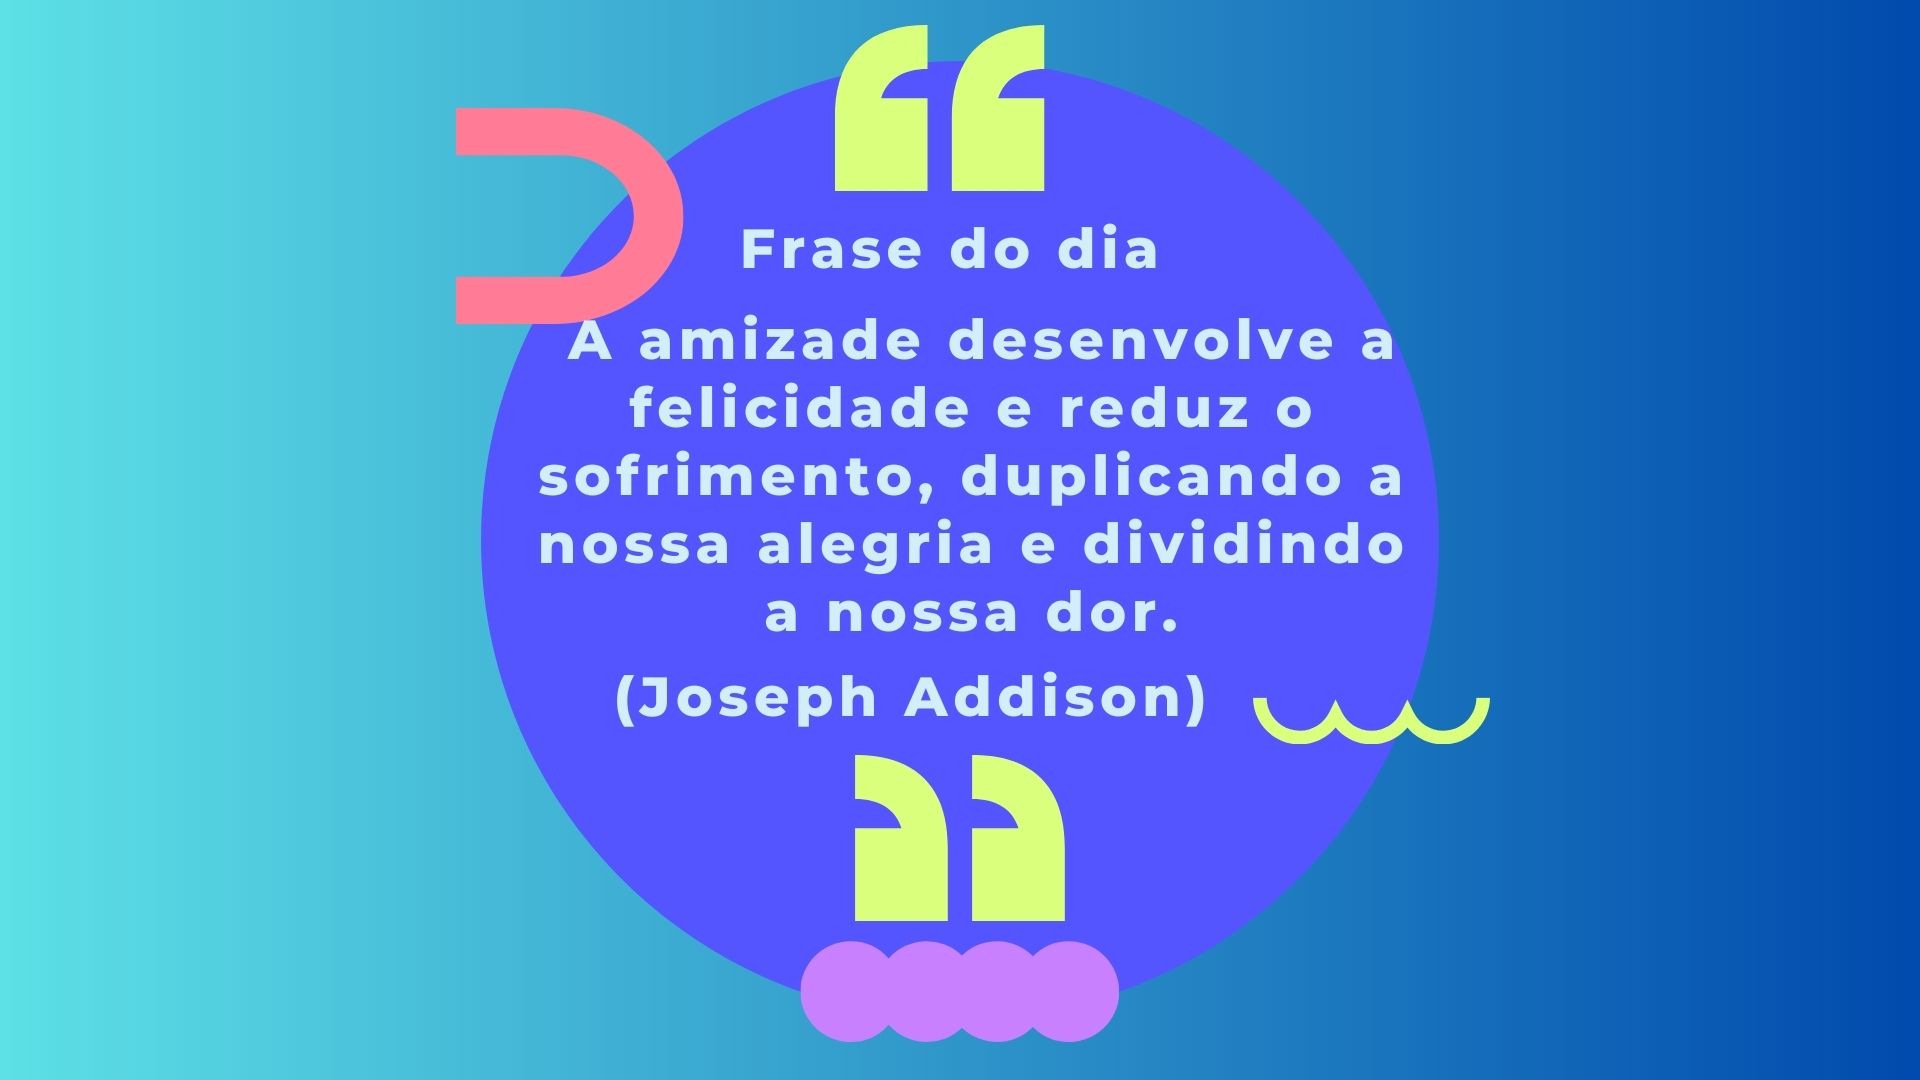 Frase do dia
A amizade desenvolve a
felicidade e reduz o
sofrimento, duplicando a
nossa alegria e dividindo
a nossa dor.
(Joseph Addison)